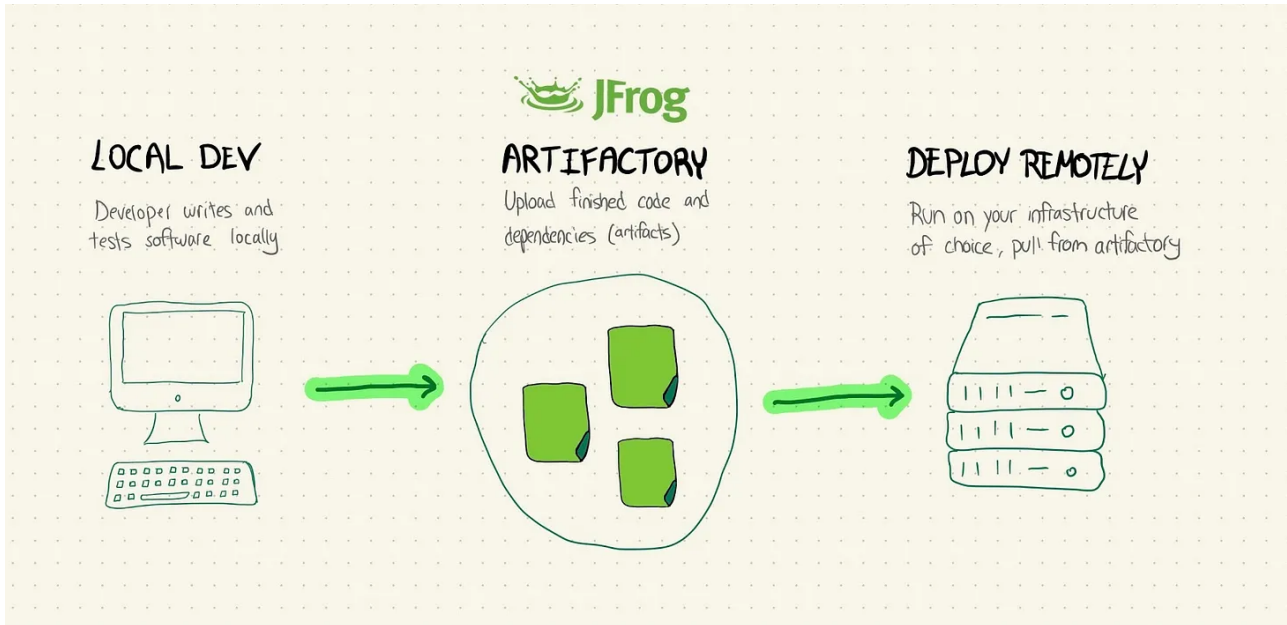 JFrog
LOCAL DEV
Developer writes and
tests software locally
ARTIFACTORY
Upload finished code and
dependencies (artifacts)
DEPLOY REMOTELY
Run on your infrastructure
of choice, pull from artifactory